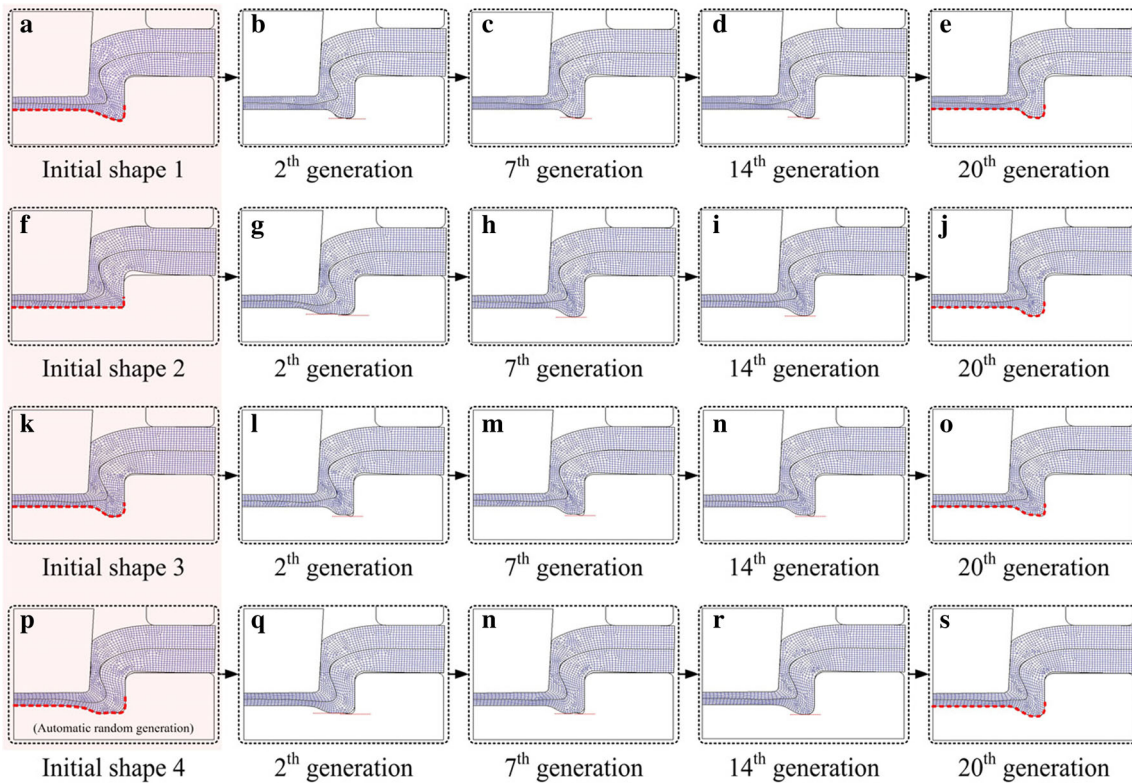 a b c d e
Initial shape 1 2th generation 7th generation 14th generation 20th generation
f g h i j
Initial shape 2 2th generation 7th generation 14th generation 20th generation
k l m n o
Initial shape 3 2th generation 7th generation 14th generation 20th generation
p q n r s
(Automatic random generation)
Initial shape 4 2th generation 7th generation 14th generation 20th generation